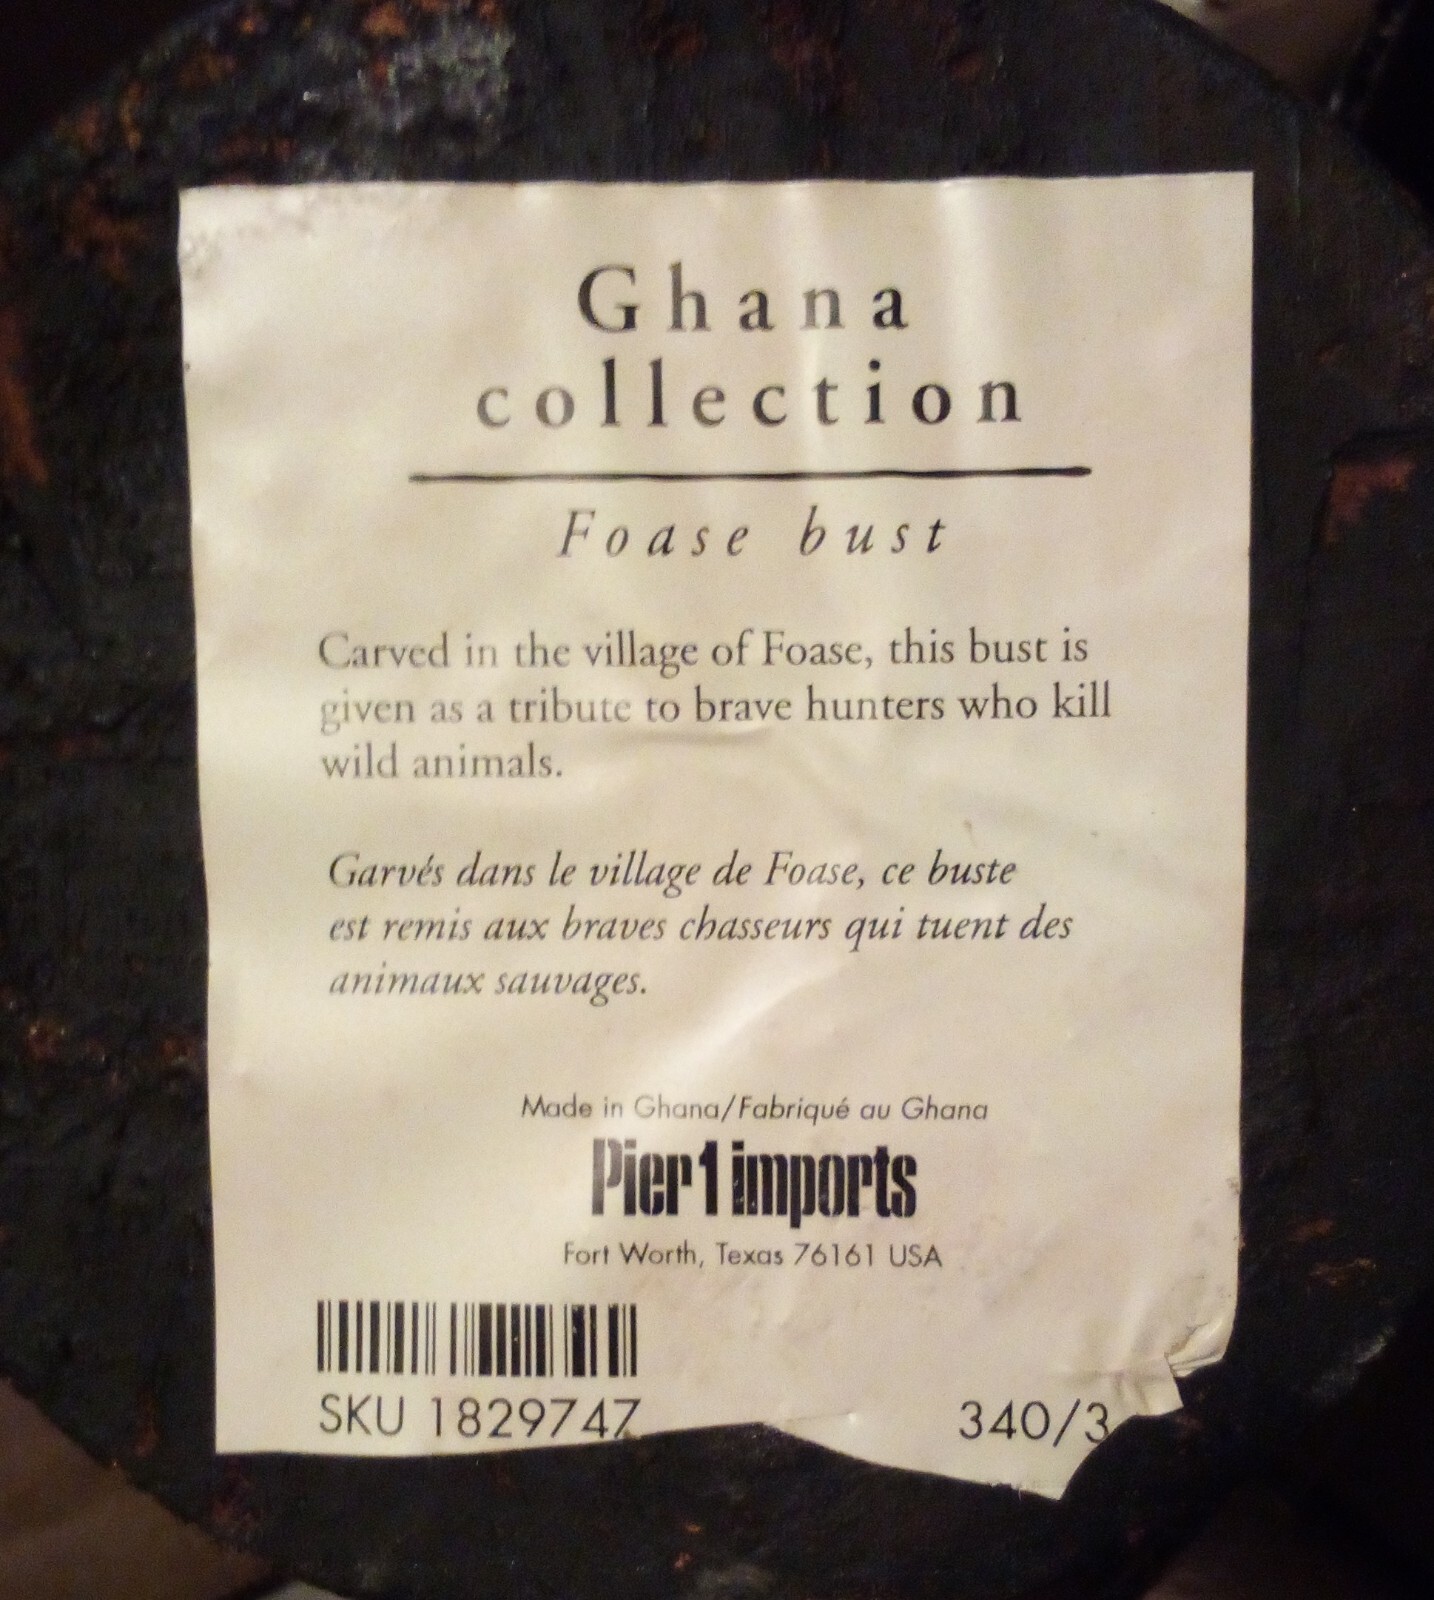 Ghana
collection
Foase bust
Carved in the village of Foase, this bust is
given as a tribute to brave hunters who kill
wild animals.
Garvés dans le village de Foase, ce buste
est remis aux braves chasseurs qui tuent des
animaux sauvages.
Made in Ghana/Fabriqué au Ghana
Pier 1 imports
Fort Worth, Texas 76161 USA
SKU 1829747
340/3